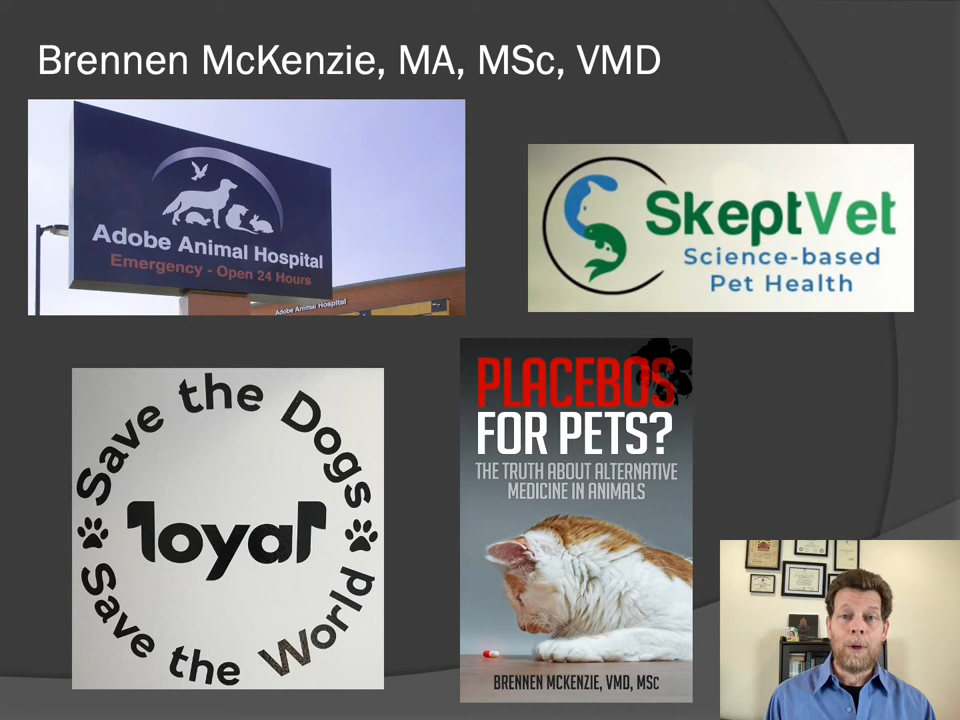 Brennen McKenzie, MA, MSc, VMD
Adobe Animal Hospital
Emergency - Open 24 Hours
Adobe Animal Hospital
SkeptVet
Science-based
Pet Health
Save the Dogs
loyal
Save the World
PLACEBOS
FOR PETS?
THE TRUTH ABOUT ALTERNATIVE
MEDICINE IN ANIMALS
BRENNEN MCKENZIE, VMD, MSc